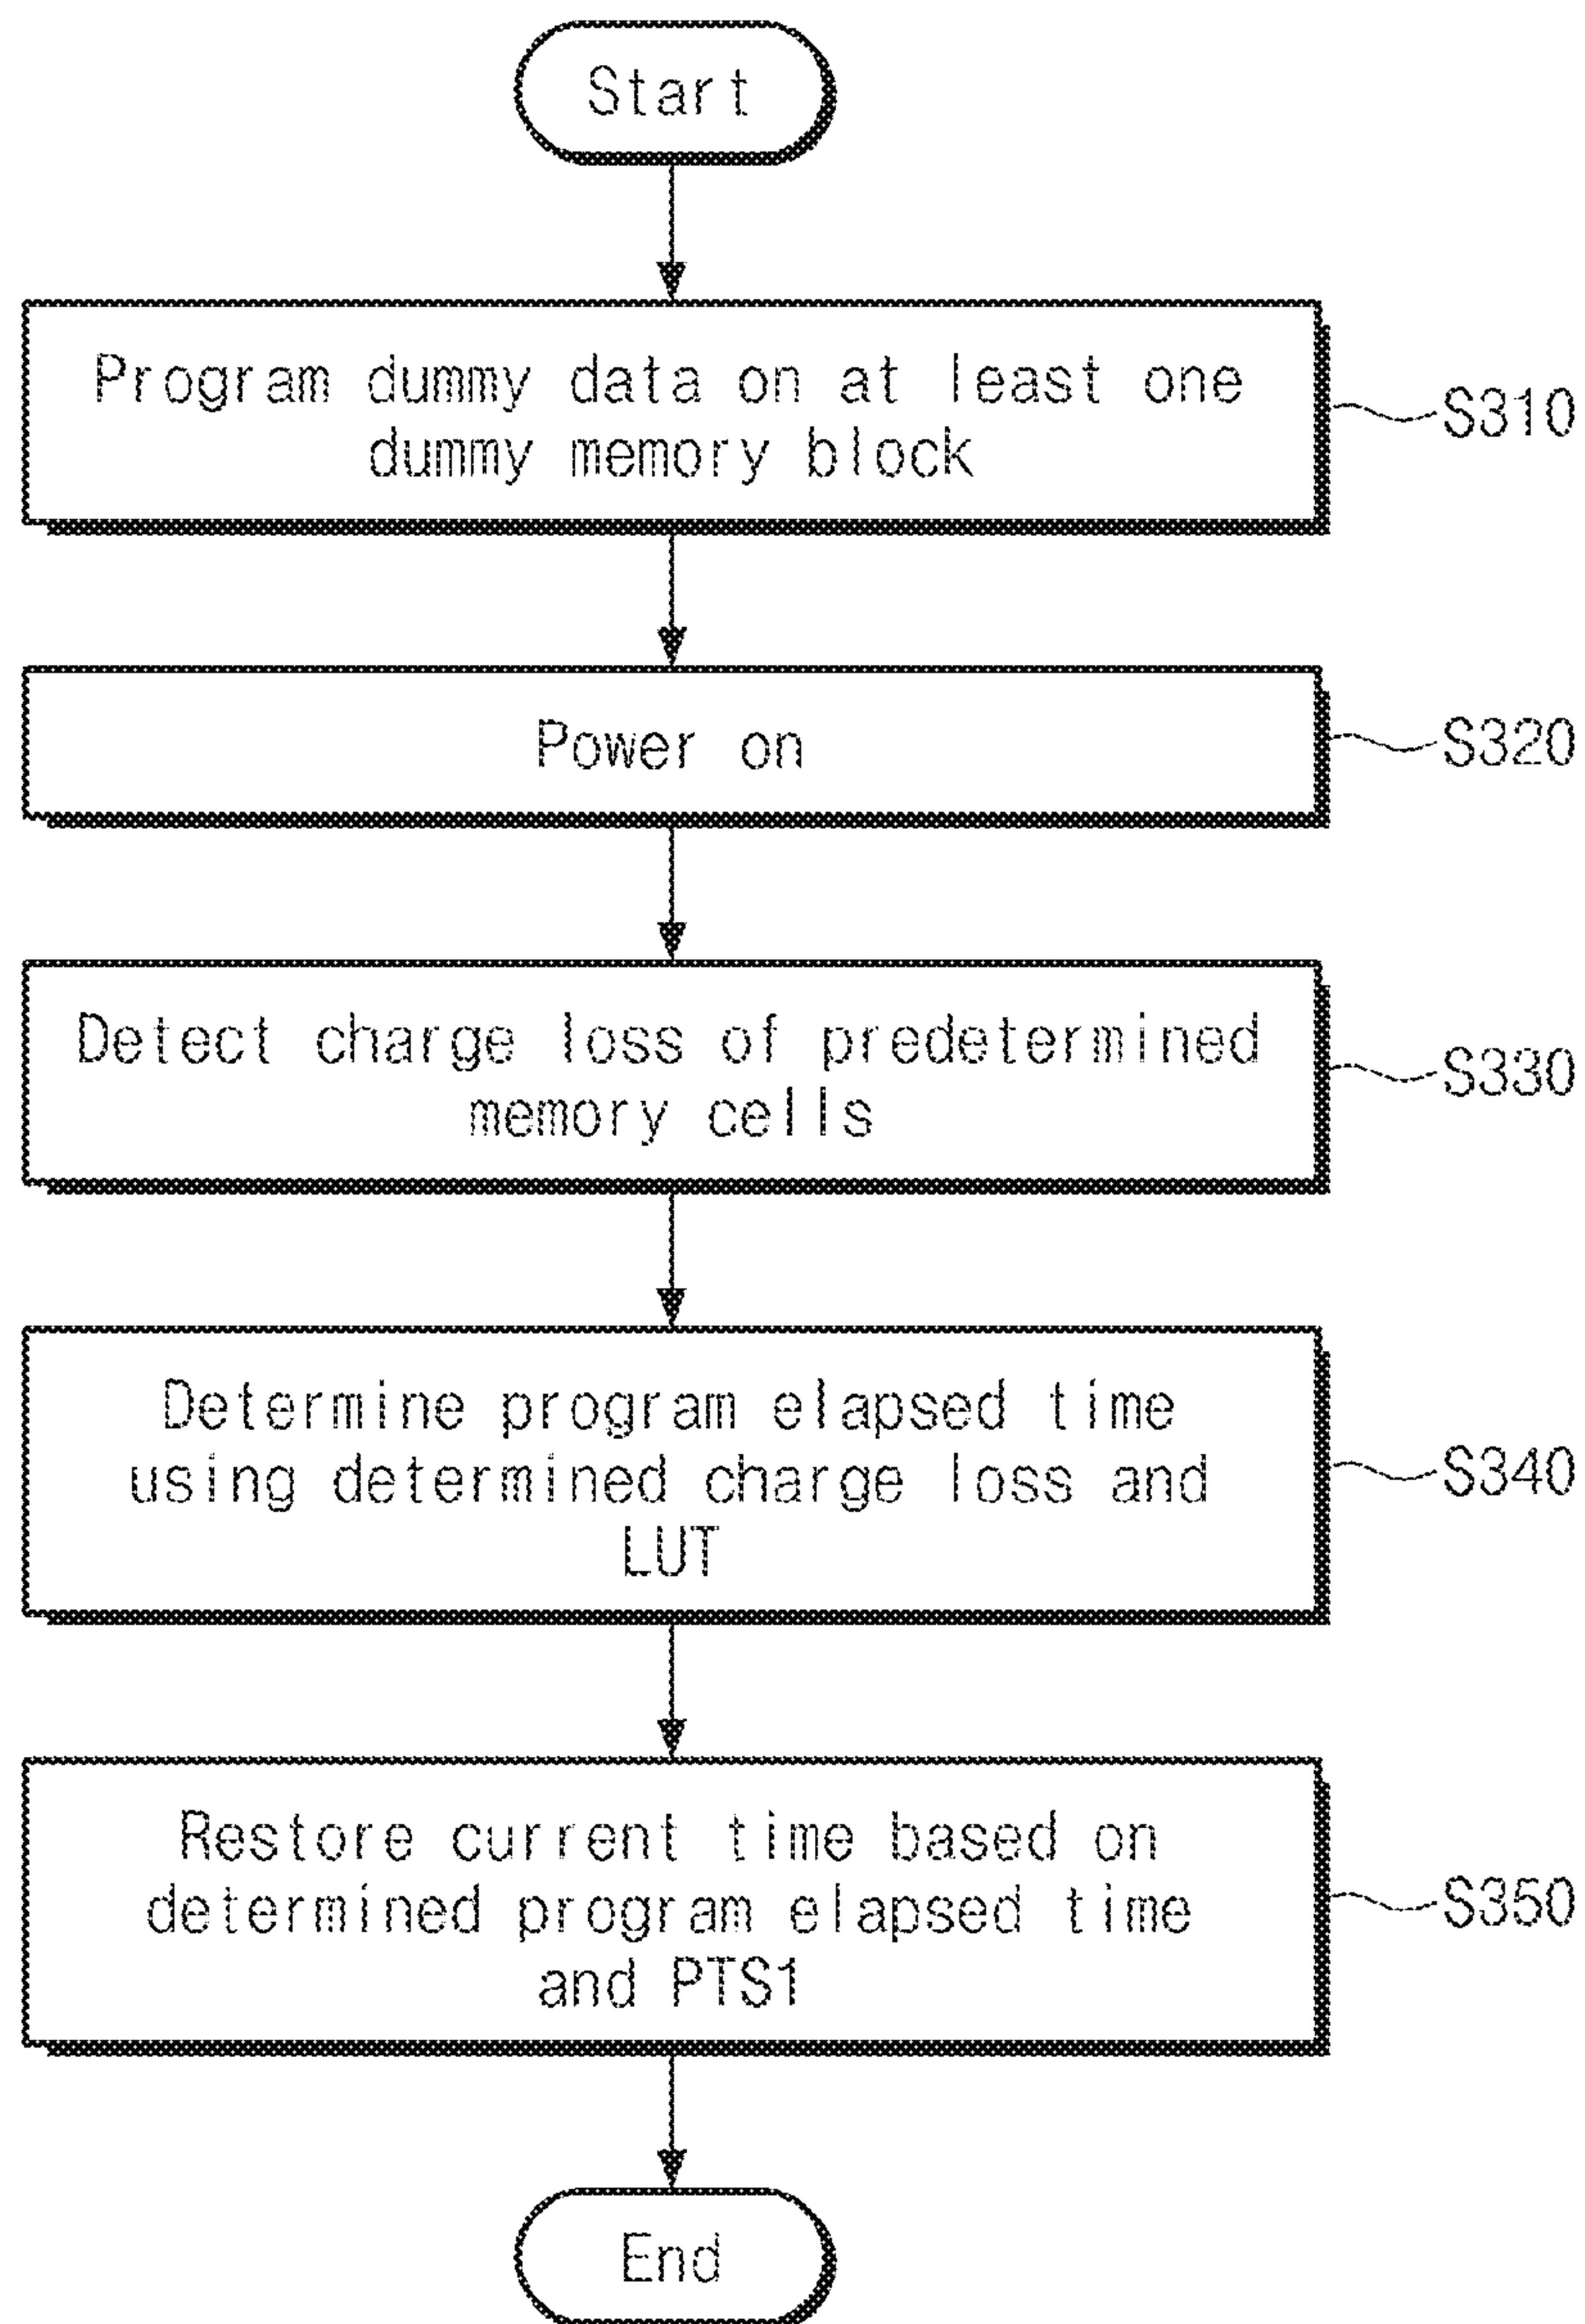 Start
Program dummy data on at least one
dummy memory block
S310
Power on
S320
Detect charge loss of predetermined
memory cells
S330
Determine program elapsed time
using determined charge loss and
LUT
S340
Restore current time based on
determined program elapsed time
and PTS1
S350
End